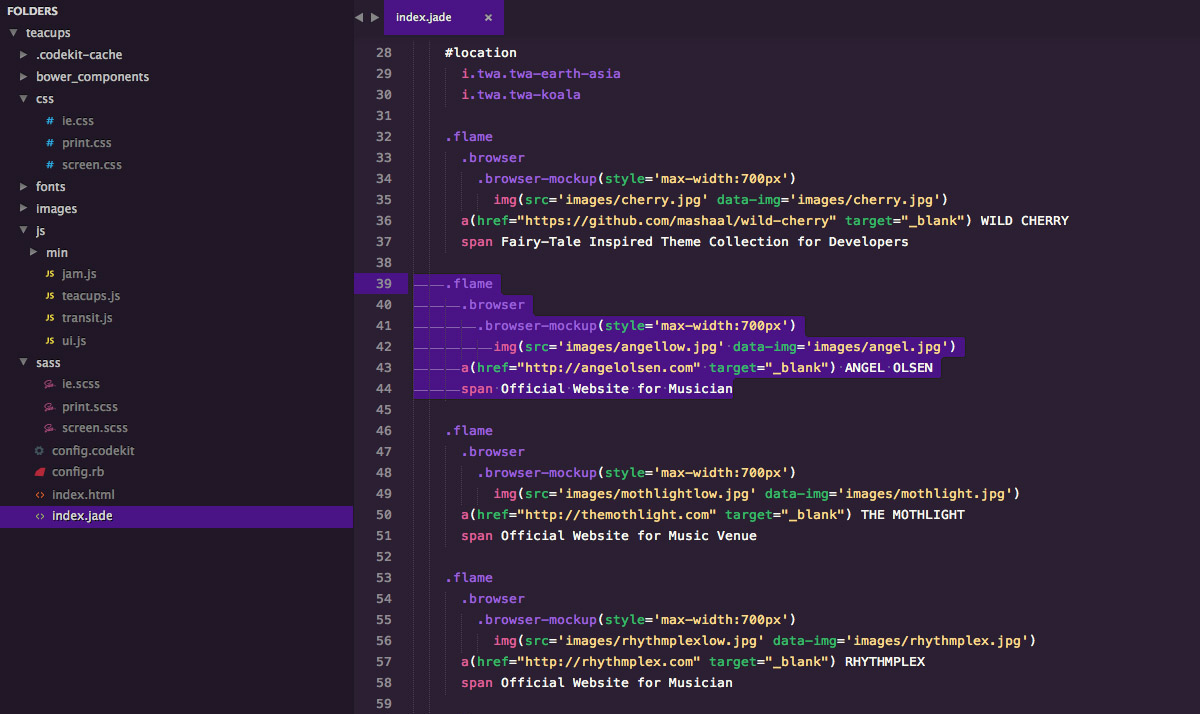 FOLDERS
teacups
.codekit-cache
bower_components
css
# ie.css
# print.css
# screen.css
fonts
images
js
min
JS jam.js
JS teacups.js
JS transit.js
JS ui.js
sass
ie.scss
print.scss
screen.scss
config.codekit
config.rb
<> index.html
<> index.jade
index.jade ×
28 #location
29 i.twa.twa-earth-asia
30 i.twa.twa-koala
31
32 .flame
33 .browser
34 .browser-mockup(style='max-width:700px')
35 img(src='images/cherry.jpg' data-img='images/cherry.jpg')
36 a(href="https://github.com/mashaal/wild-cherry" target="_blank") WILD CHERRY
37 span Fairy-Tale Inspired Theme Collection for Developers
38
39 .flame
40 .browser
41 .browser-mockup(style='max-width:700px')
42 img(src='images/angellow.jpg' data-img='images/angel.jpg')
43 a(href="http://angelolsen.com" target="_blank") ANGEL OLSEN
44 span Official Website for Musician
45
46 .flame
47 .browser
48 .browser-mockup(style='max-width:700px')
49 img(src='images/mothlightlow.jpg' data-img='images/mothlight.jpg')
50 a(href="http://themothlight.com" target="_blank") THE MOTHLIGHT
51 span Official Website for Music Venue
52
53 .flame
54 .browser
55 .browser-mockup(style='max-width:700px')
56 img(src='images/rhythmplexlow.jpg' data-img='images/rhythmplex.jpg')
57 a(href="http://rhythmplex.com" target="_blank") RHYTHMPLEX
58 span Official Website for Musician
59